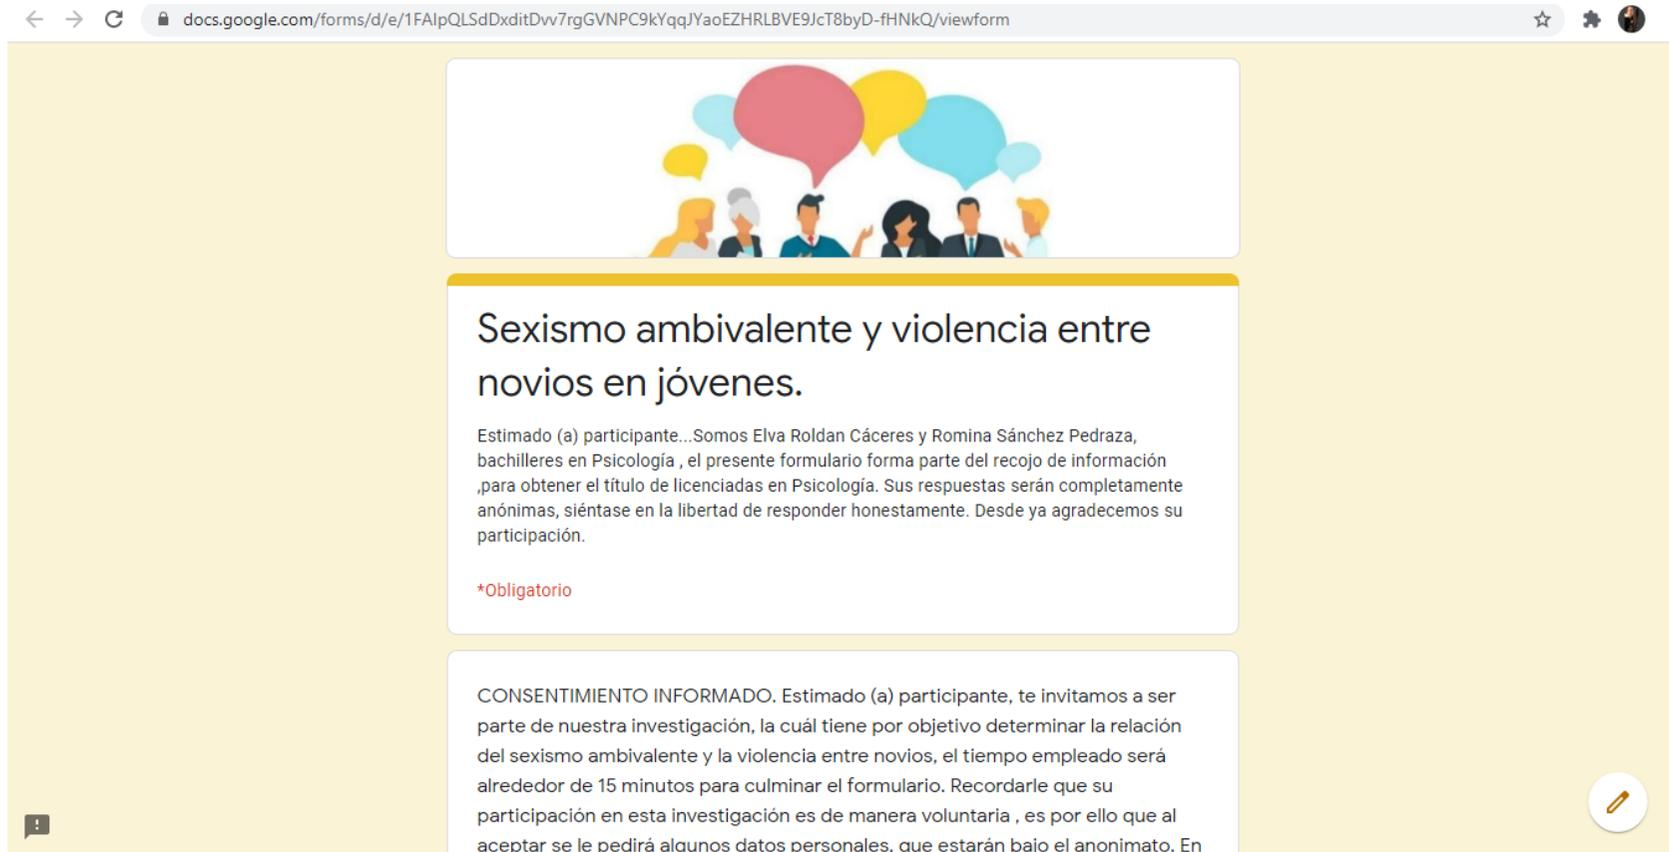 docs.google.com/forms/d/e/1FAIpQLSdDxditDvv7rgGVNPC9kYqqJYaoEZHRLBVE9JcT8byD-fHNkQ/viewform
Sexismo ambivalente y violencia entre
novios en jóvenes.
Estimado (a) participante...Somos Elva Roldan Cáceres y Romina Sánchez Pedraza,
bachilleres en Psicología , el presente formulario forma parte del recojo de información
,para obtener el título de licenciadas en Psicología. Sus respuestas serán completamente
anónimas, siéntase en la libertad de responder honestamente. Desde ya agradecemos su
participación.
*Obligatorio
CONSENTIMIENTO INFORMADO. Estimado (a) participante, te invitamos a ser
parte de nuestra investigación, la cuál tiene por objetivo determinar la relación
del sexismo ambivalente y la violencia entre novios, el tiempo empleado será
alrededor de 15 minutos para culminar el formulario. Recordarle que su
participación en esta investigación es de manera voluntaria , es por ello que al
aceptar se le pedirá algunos datos personales, que estarán bajo el anonimato. En